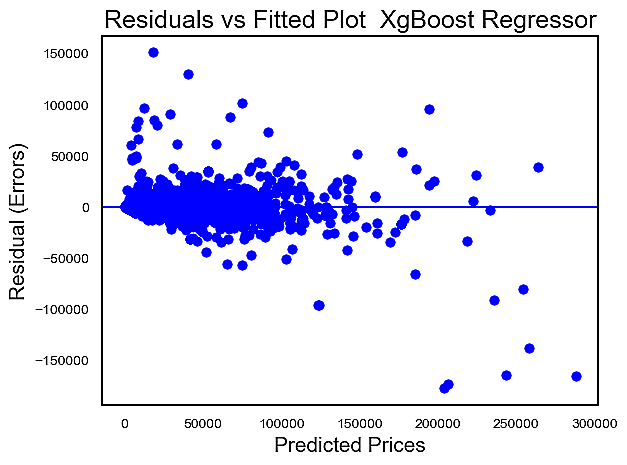 Residuals vs Fitted Plot  XgBoost Regressor
150000
100000
50000
0
−50000
−100000
−150000
Residual (Errors)
0 50000 100000 150000 200000 250000 300000
Predicted Prices